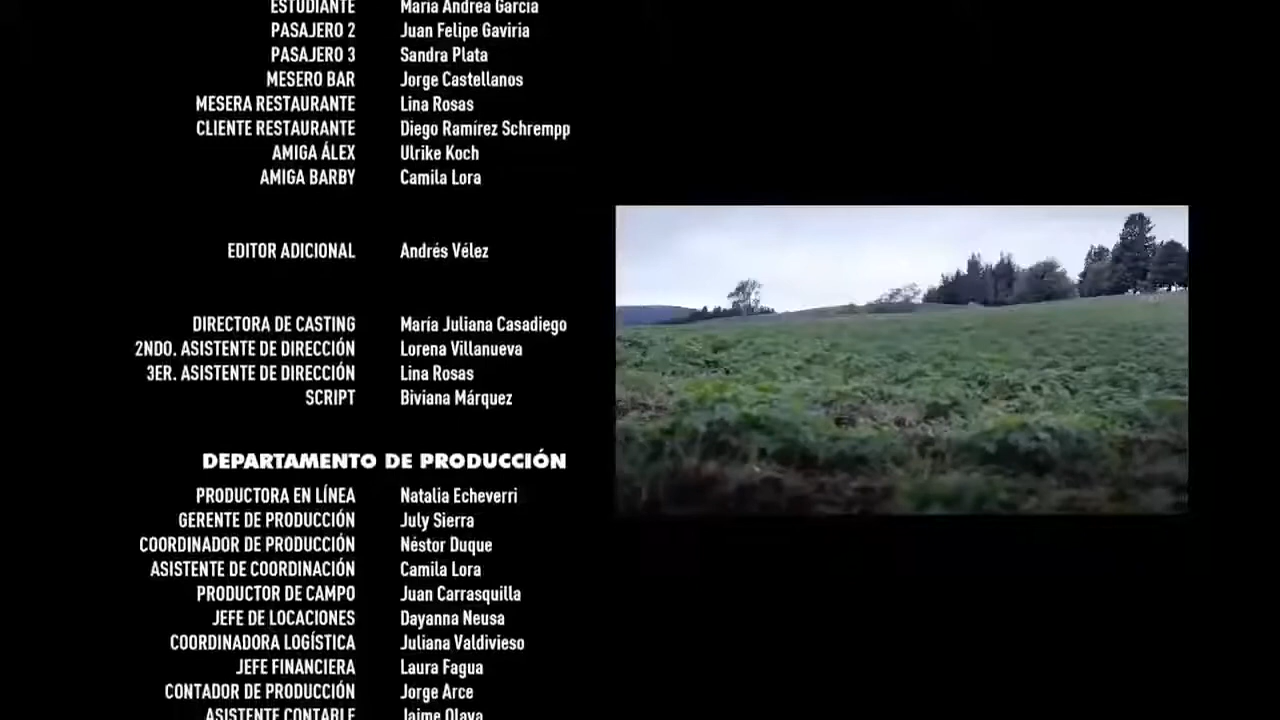 ESTUDIANTE María Andrea García
PASAJERO 2 Juan Felipe Gaviria
PASAJERO 3 Sandra Plata
MESERO BAR Jorge Castellanos
MESERA RESTAURANTE Lina Rosas
CLIENTE RESTAURANTE Diego Ramírez Schrempp
AMIGA ÁLEX Ulrike Koch
AMIGA BARBY Camila Lora
EDITOR ADICIONAL Andrés Vélez
DIRECTORA DE CASTING María Juliana Casadiego
2NDO. ASISTENTE DE DIRECCIÓN Lorena Villanueva
3ER. ASISTENTE DE DIRECCIÓN Lina Rosas
SCRIPT Biviana Márquez
DEPARTAMENTO DE PRODUCCIÓN
PRODUCTORA EN LÍNEA Natalia Echeverri
GERENTE DE PRODUCCIÓN July Sierra
COORDINADOR DE PRODUCCIÓN Néstor Duque
ASISTENTE DE COORDINACIÓN Camila Lora
PRODUCTOR DE CAMPO Juan Carrasquilla
JEFE DE LOCACIONES Dayanna Neusa
COORDINADORA LOGÍSTICA Juliana Valdivieso
JEFE FINANCIERA Laura Fagua
CONTADOR DE PRODUCCIÓN Jorge Arce
ASISTENTE CONTABLE Jaime Olaya